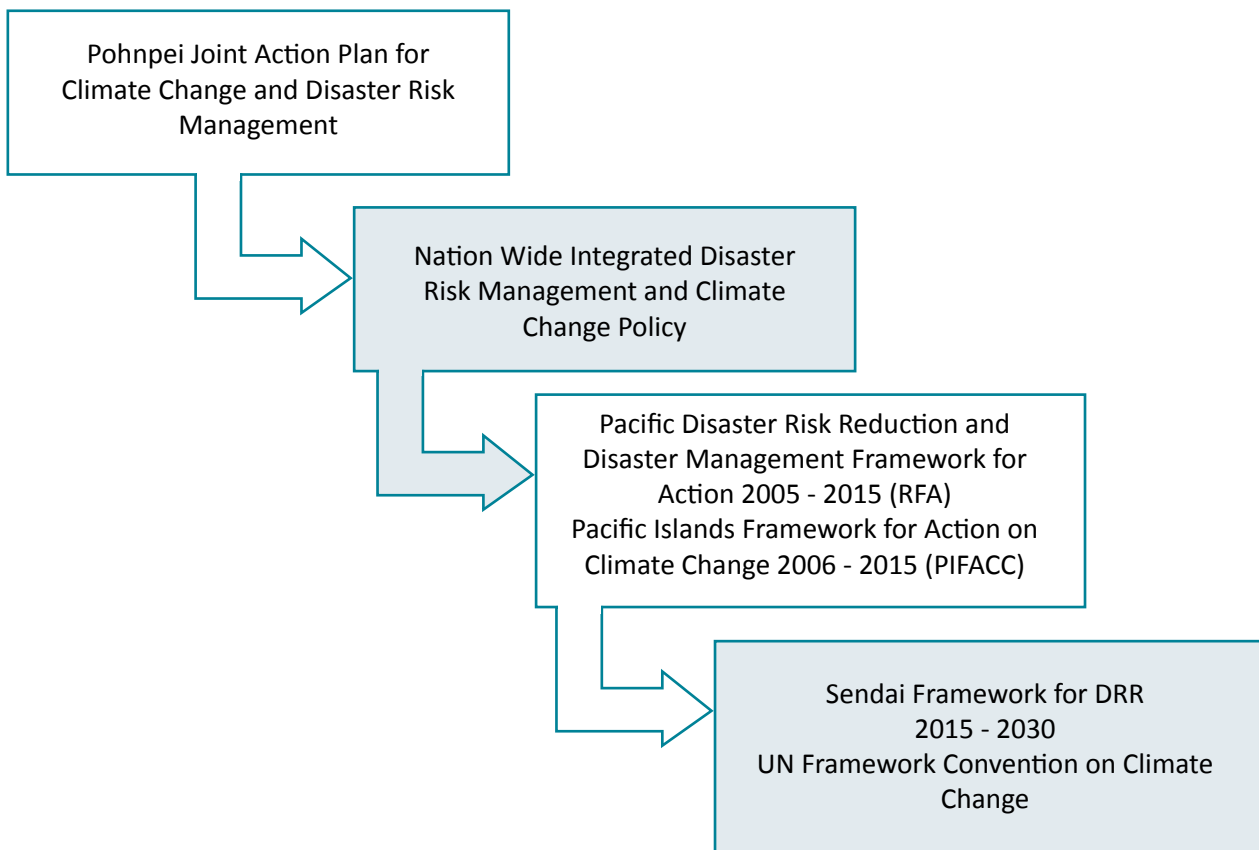 Pohnpei Joint Action Plan for
Climate Change and Disaster Risk
Management
Nation Wide Integrated Disaster
Risk Management and Climate
Change Policy
Pacific Disaster Risk Reduction and
Disaster Management Framework for
Action 2005 - 2015 (RFA)
Pacific Islands Framework for Action on
Climate Change 2006 - 2015 (PIFACC)
Sendai Framework for DRR
2015 - 2030
UN Framework Convention on Climate
Change